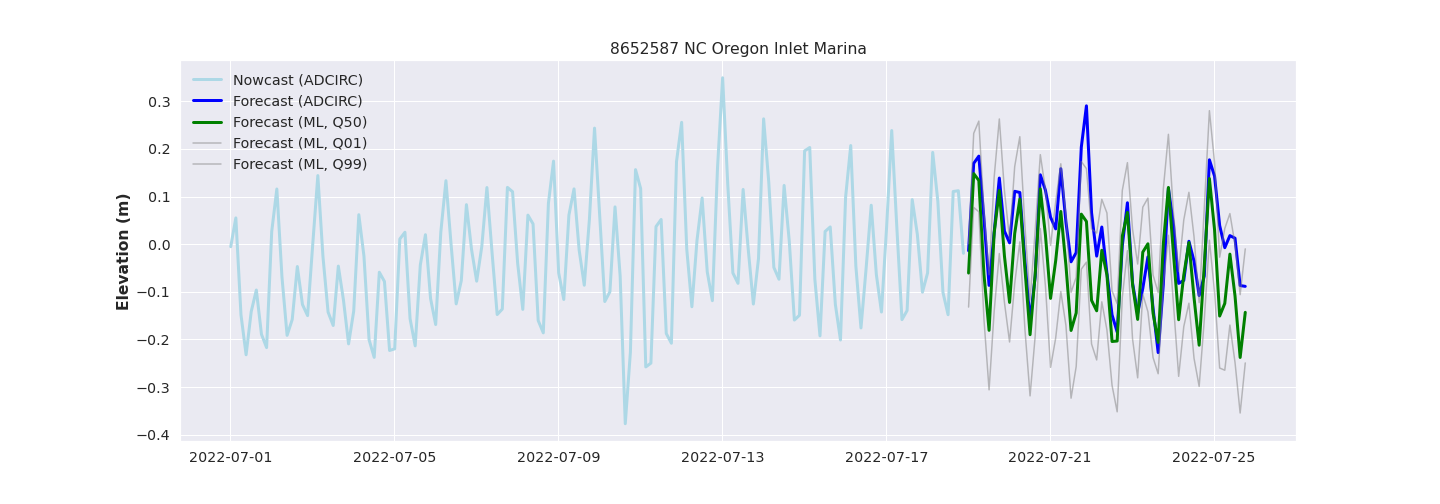 8652587 NC Oregon Inlet Marina
Nowcast (ADCIRC)
Forecast (ADCIRC)
Forecast (ML, Q50)
Forecast (ML, Q01)
Forecast (ML, Q99)
Elevation (m)
0.3
0.2
0.1
0.0
−0.1
−0.2
−0.3
−0.4
2022-07-01 2022-07-05 2022-07-09 2022-07-13 2022-07-17 2022-07-21 2022-07-25